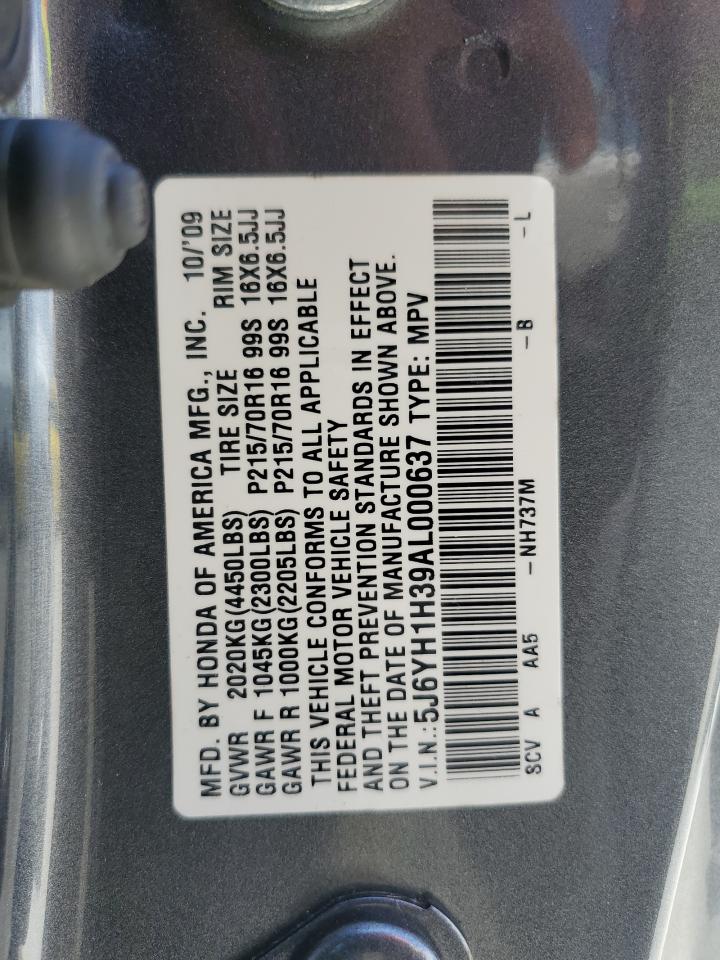 MFD. BY HONDA OF AMERICA MFG., INC. 10/'09
GVWR 2020KG(4450LBS) TIRE SIZE RIM SIZE
GAWR F 1045KG(2300LBS) P215/70R16 99S 16X6.5JJ
GAWR R 1000KG(2205LBS) P215/70R16 99S 16X6.5JJ
THIS VEHICLE CONFORMS TO ALL APPLICABLE
FEDERAL MOTOR VEHICLE SAFETY
AND THEFT PREVENTION STANDARDS IN EFFECT
ON THE DATE OF MANUFACTURE SHOWN ABOVE.
V.I.N.:5J6YH1H39AL000637 TYPE: MPV
SCV A AA5 -NH737M -B -L